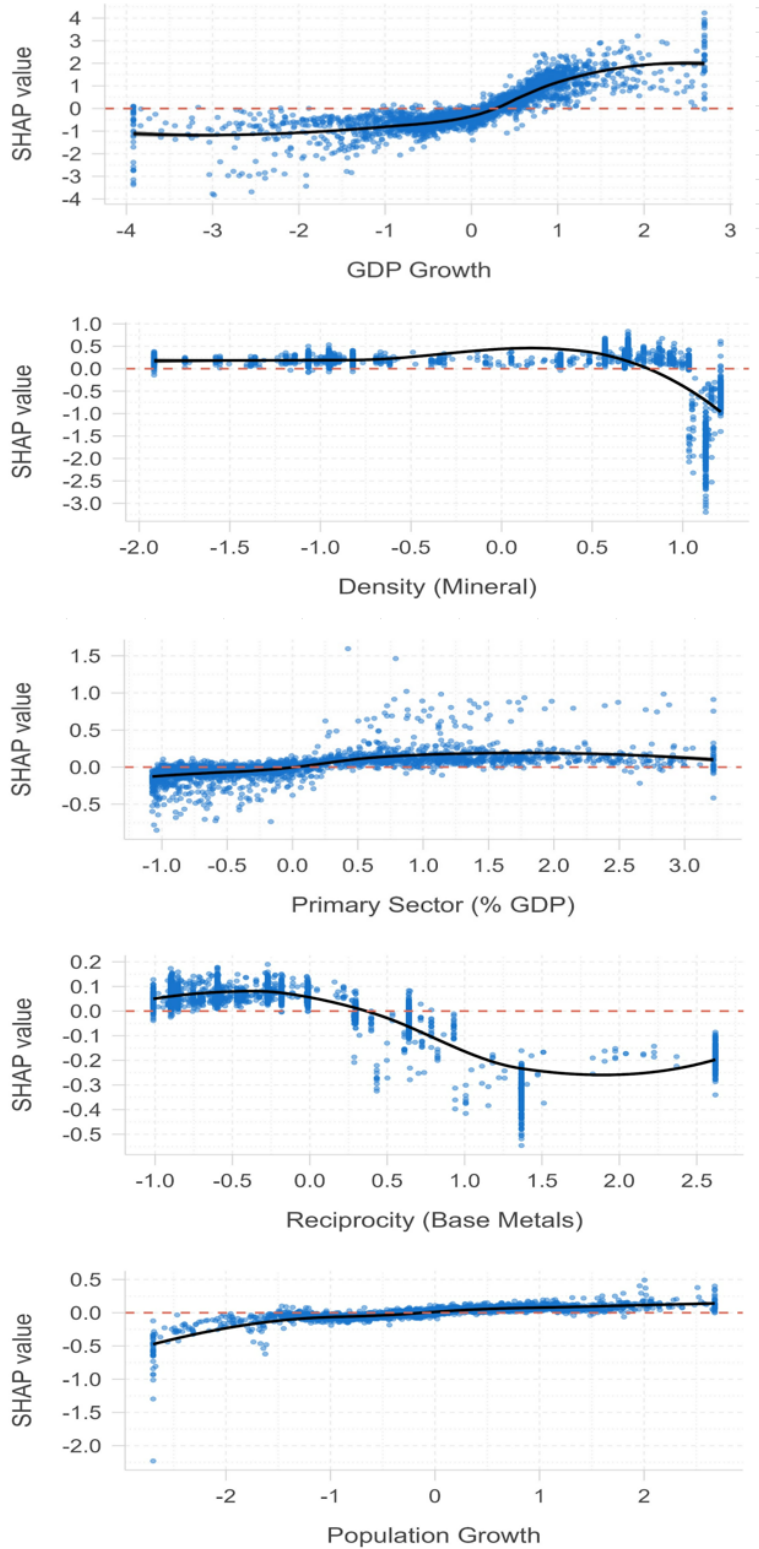 4
3
2
1
0
-1
-2
-3
-4
SHAP value
-4 -3 -2 -1 0 1 2 3
GDP Growth
1.0
0.5
0.0
-0.5
-1.0
-1.5
-2.0
-2.5
-3.0
SHAP value
-2.0 -1.5 -1.0 -0.5 0.0 0.5 1.0
Density (Mineral)
1.5
1.0
0.5
0.0
-0.5
SHAP value
-1.0 -0.5 0.0 0.5 1.0 1.5 2.0 2.5 3.0
Primary Sector (% GDP)
0.2
0.1
0.0
-0.1
-0.2
-0.3
-0.4
-0.5
SHAP value
-1.0 -0.5 0.0 0.5 1.0 1.5 2.0 2.5
Reciprocity (Base Metals)
0.5
0.0
-0.5
-1.0
-1.5
-2.0
SHAP value
-2 -1 0 1 2
Population Growth